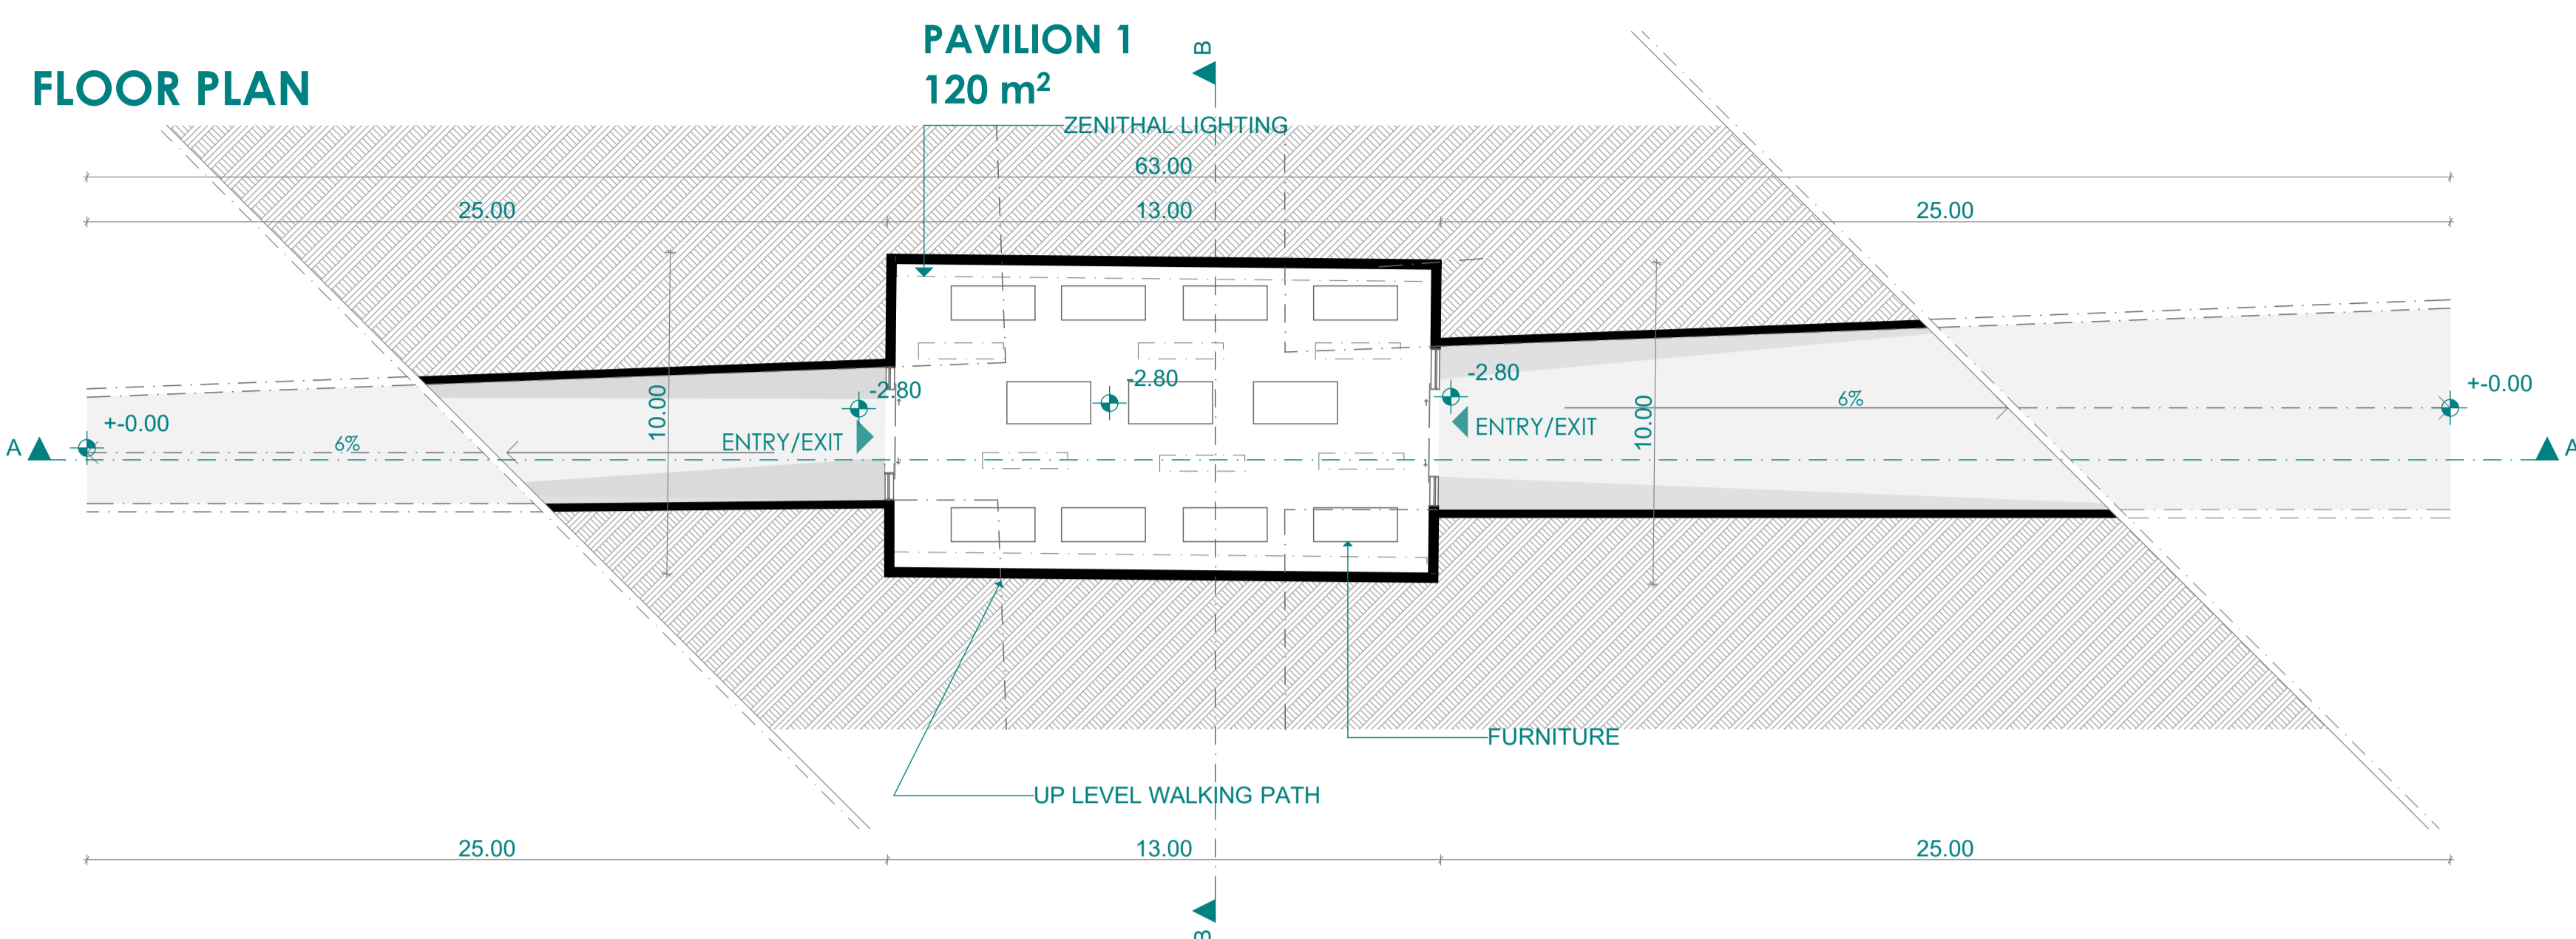 PAVILION 1
120 m²
B
FLOOR PLAN
ZENITHAL LIGHTING
63.00
25.00
13.00
25.00
-2.80
-2.80
-2.80
+-0.00
+-0.00
10.00
10.00
6%
6%
ENTRY/EXIT
ENTRY/EXIT
A
A
FURNITURE
UP LEVEL WALKING PATH
25.00
13.00
25.00
B